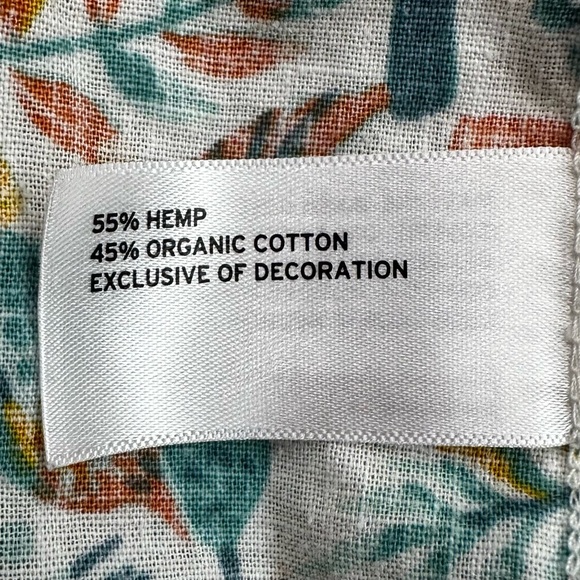 55% HEMP
45% ORGANIC COTTON
EXCLUSIVE OF DECORATION